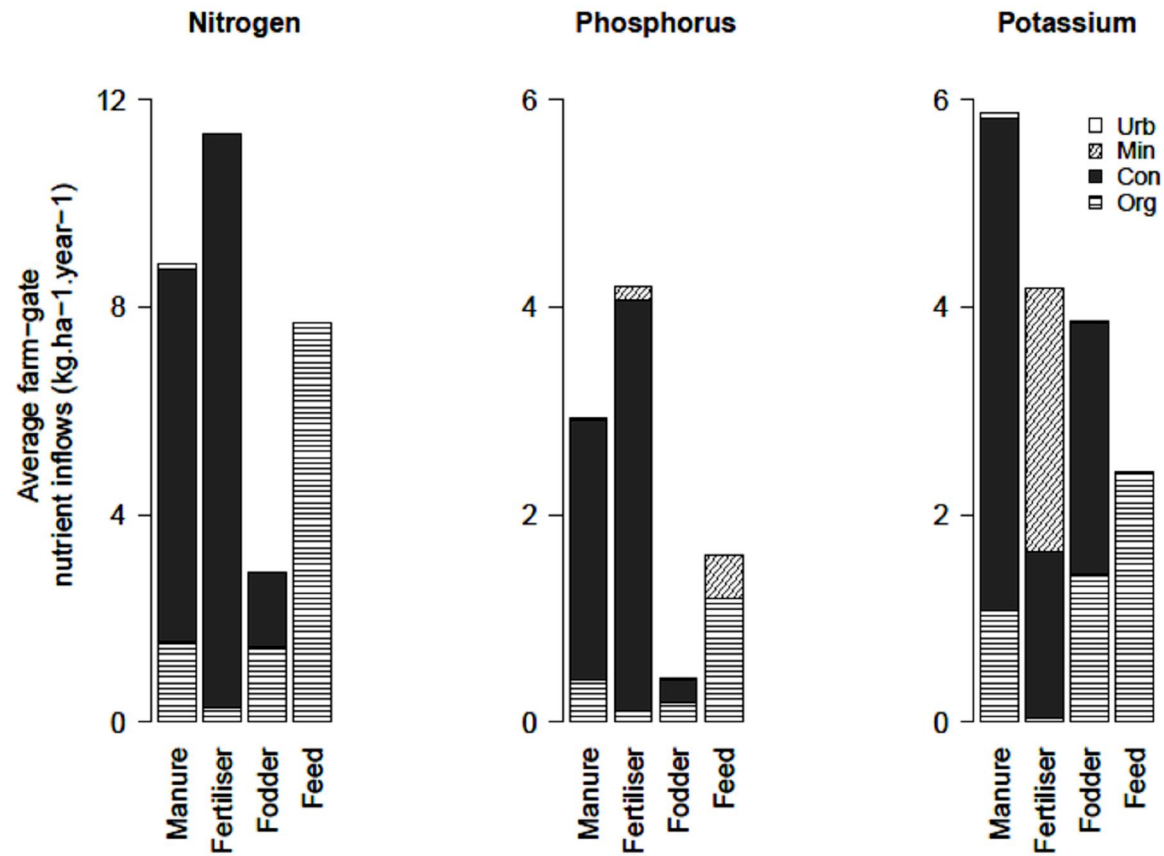 Nitrogen
Phosphorus
Potassium
Average farm−gate
nutrient inflows (kg.ha−1.year−1)
12
8
4
0
Manure
Fertiliser
Fodder
Feed
6
4
2
0
Manure
Fertiliser
Fodder
Feed
6
4
2
0
Manure
Fertiliser
Fodder
Feed
Urb
Min
Con
Org